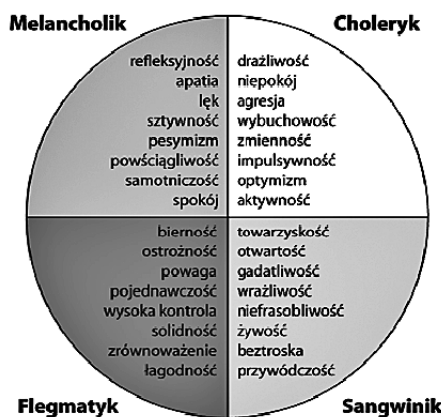 Melancholik
refleksyjność
apatia
lęk
sztywność
pesymizm
powściągliwość
samotniczość
spokój
Choleryk
drażliwość
niepokój
agresja
wybuchowość
zmienność
impulsywność
optymizm
aktywność
bierność
ostrożność
powaga
pojednawczość
wysoka kontrola
solidność
zrównoważenie
łagodność
Flegmatyk
towarzyskość
otwartość
gadatliwość
wrażliwość
niefrasobliwość
żywość
beztroska
przywódczość
Sangwinik